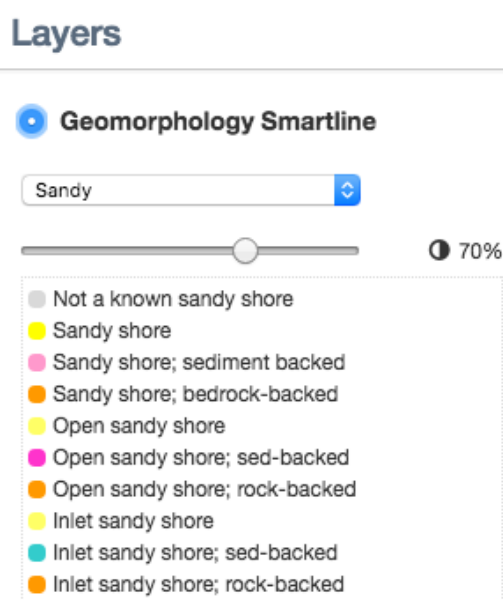 Layers
Geomorphology Smartline
Sandy
70%
Not a known sandy shore
Sandy shore
Sandy shore; sediment backed
Sandy shore; bedrock-backed
Open sandy shore
Open sandy shore; sed-backed
Open sandy shore; rock-backed
Inlet sandy shore
Inlet sandy shore; sed-backed
Inlet sandy shore; rock-backed